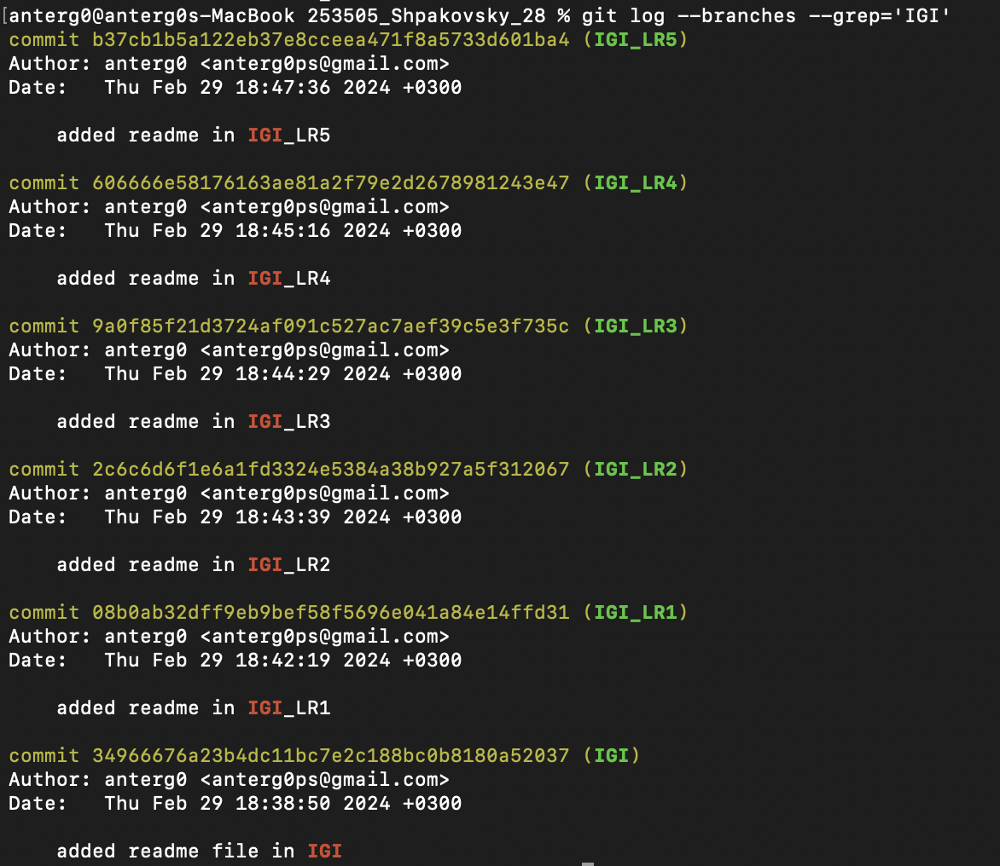 [anterg0@anterg0s-MacBook 253505_Shpakovsky_28 % git log --branches --grep='IGI'
commit b37cb1b5a122eb37e8cceea471f8a5733d601ba4 (IGI_LR5)
Author: anterg0 <anterg0ps@gmail.com>
Date:   Thu Feb 29 18:47:36 2024 +0300

    added readme in IGI_LR5

commit 606666e58176163ae81a2f79e2d2678981243e47 (IGI_LR4)
Author: anterg0 <anterg0ps@gmail.com>
Date:   Thu Feb 29 18:45:16 2024 +0300

    added readme in IGI_LR4

commit 9a0f85f21d3724af091c527ac7aef39c5e3f735c (IGI_LR3)
Author: anterg0 <anterg0ps@gmail.com>
Date:   Thu Feb 29 18:44:29 2024 +0300

    added readme in IGI_LR3

commit 2c6c6d6f1e6a1fd3324e5384a38b927a5f312067 (IGI_LR2)
Author: anterg0 <anterg0ps@gmail.com>
Date:   Thu Feb 29 18:43:39 2024 +0300

    added readme in IGI_LR2

commit 08b0ab32dff9eb9bef58f5696e041a84e14ffd31 (IGI_LR1)
Author: anterg0 <anterg0ps@gmail.com>
Date:   Thu Feb 29 18:42:19 2024 +0300

    added readme in IGI_LR1

commit 34966676a23b4dc11bc7e2c188bc0b8180a52037 (IGI)
Author: anterg0 <anterg0ps@gmail.com>
Date:   Thu Feb 29 18:38:50 2024 +0300

    added readme file in IGI